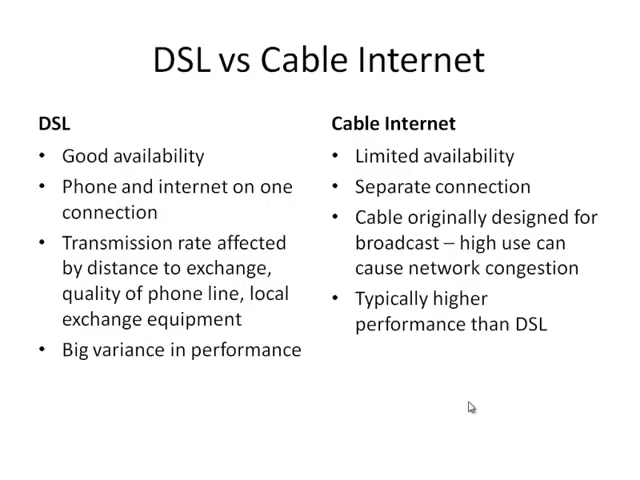 DSL vs Cable Internet
DSL
• Good availability
• Phone and internet on one
connection
• Transmission rate affected
by distance to exchange,
quality of phone line, local
exchange equipment
• Big variance in performance
Cable Internet
• Limited availability
• Separate connection
• Cable originally designed for
broadcast – high use can
cause network congestion
• Typically higher
performance than DSL